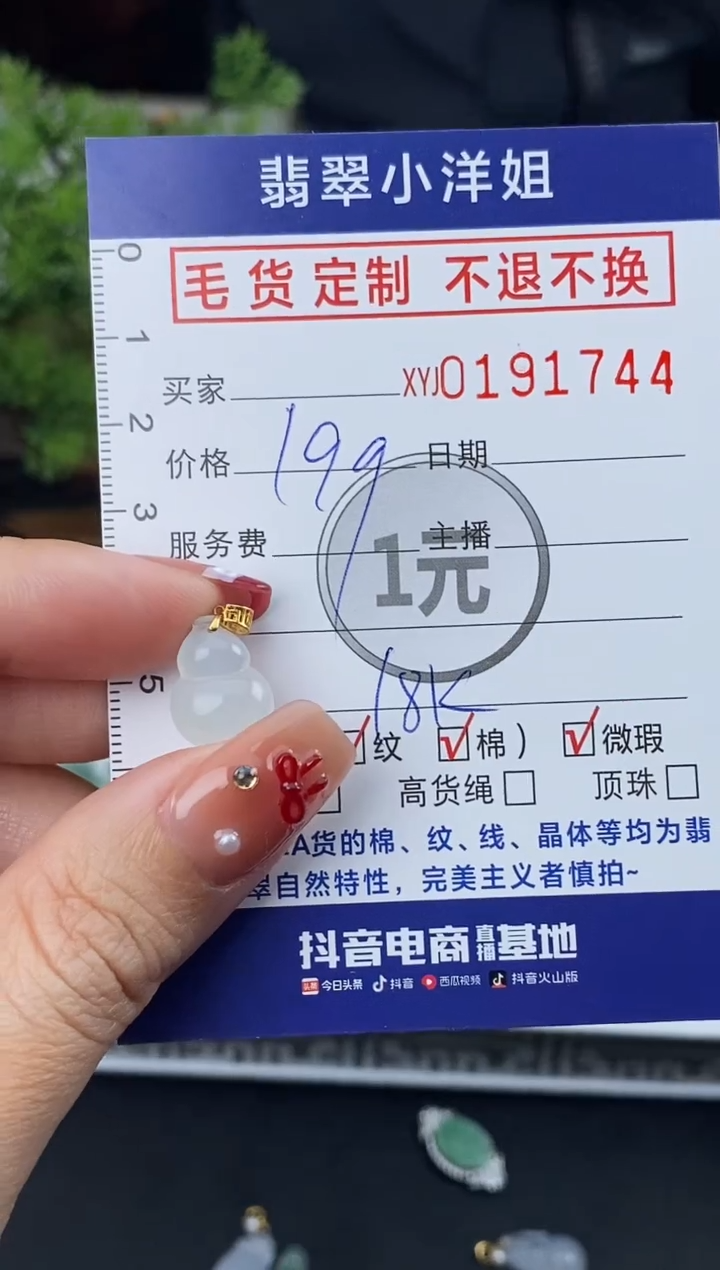 翡翠小洋姐
毛货定制 不退不换
0
1
2
3
5
买家 XYJ0191744
价格 199 日期
服务费 主播
1元
18K
纹 棉） 微瑕
高货绳 顶珠
A货的棉、纹、线、晶体等均为翡
翠自然特性，完美主义者慎拍~
抖音电商直播基地
头条 今日头条 抖音 西瓜视频 抖音火山版